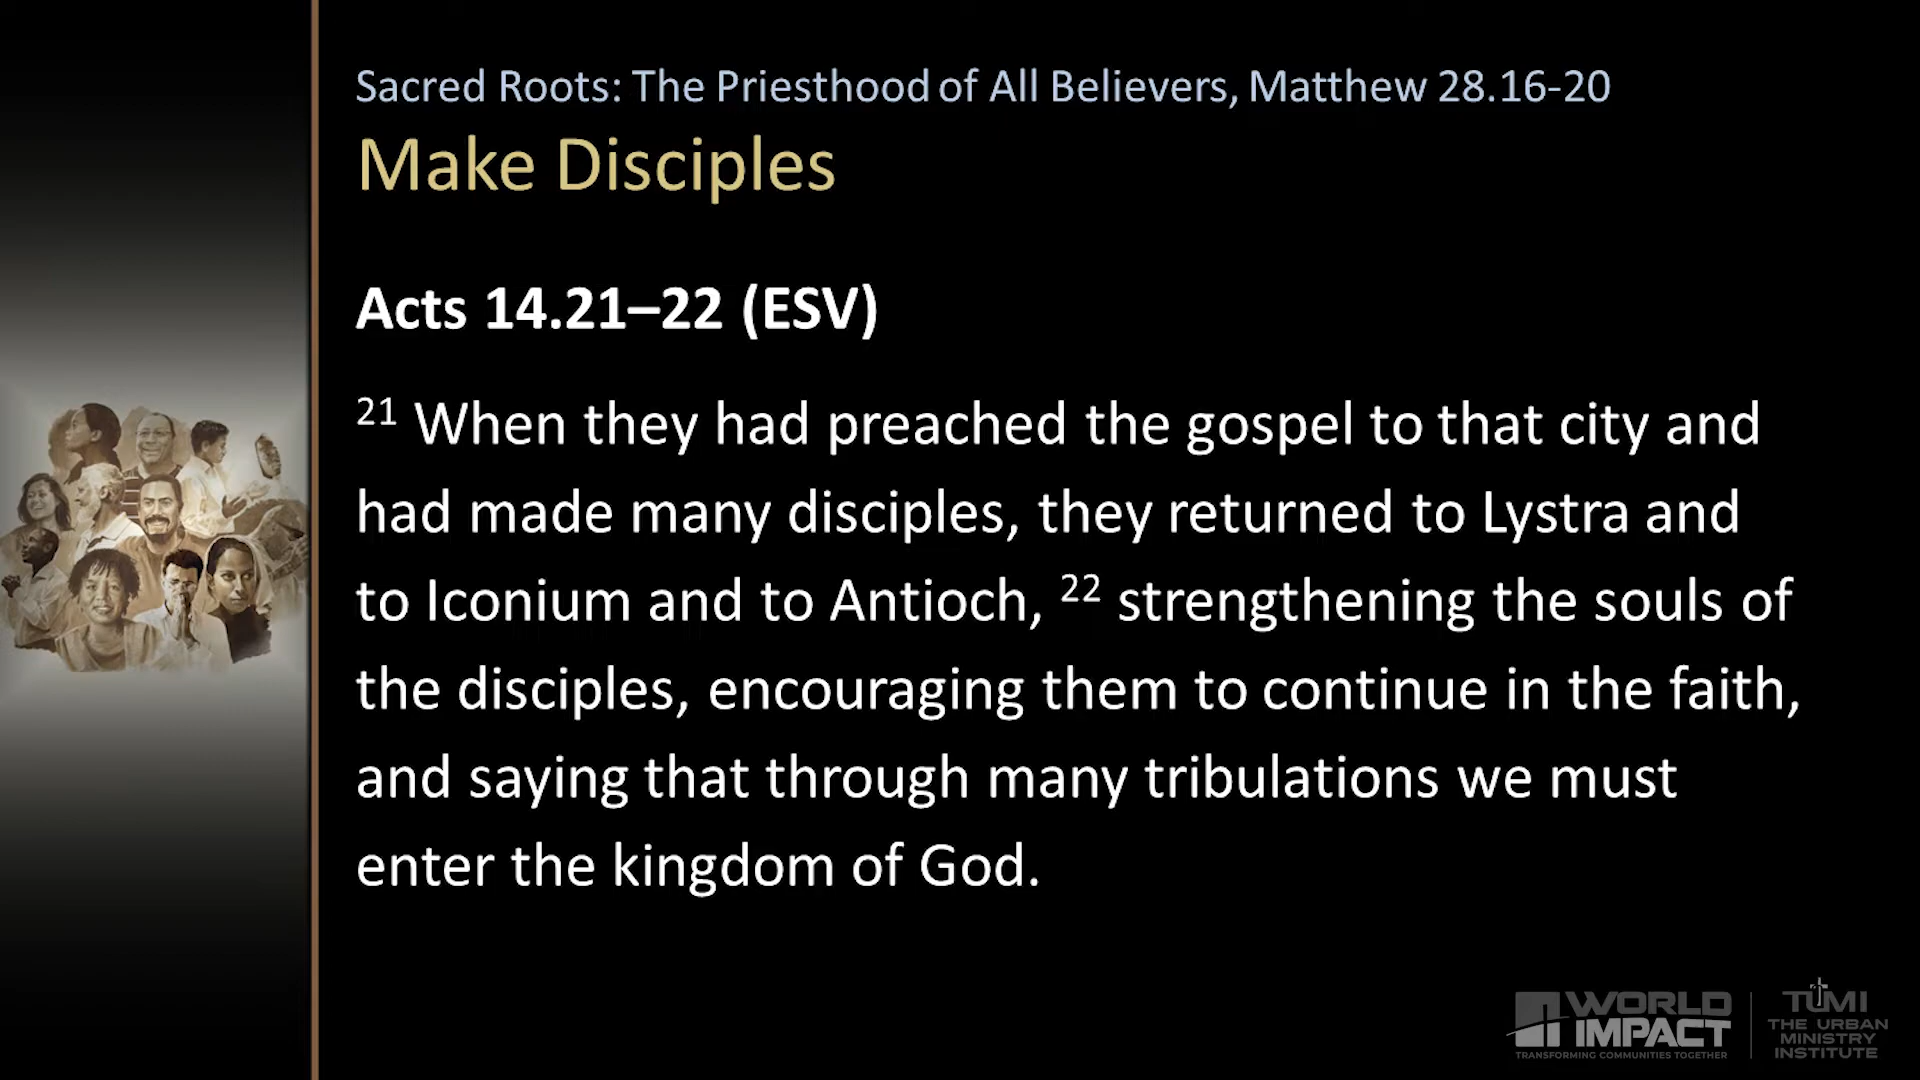 Sacred Roots: The Priesthood of All Believers, Matthew 28.16-20
Make Disciples
Acts 14.21–22 (ESV)
21 When they had preached the gospel to that city and
had made many disciples, they returned to Lystra and
to Iconium and to Antioch, 22 strengthening the souls of
the disciples, encouraging them to continue in the faith,
and saying that through many tribulations we must
enter the kingdom of God.
WORLD
IMPACT
TRANSFORMING COMMUNITIES TOGETHER
TUMI
THE URBAN
MINISTRY
INSTITUTE